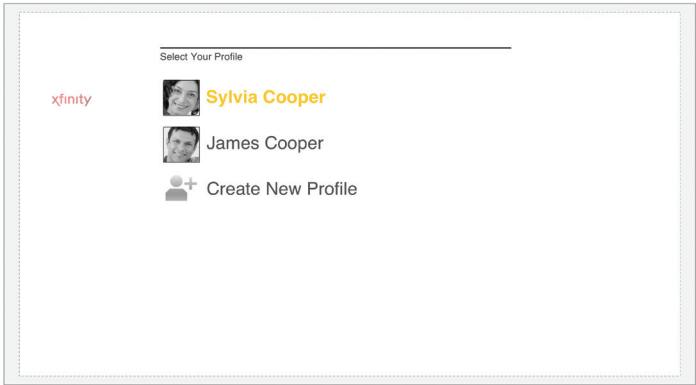 Select Your Profile
xfinity
Sylvia Cooper
James Cooper
Create New Profile